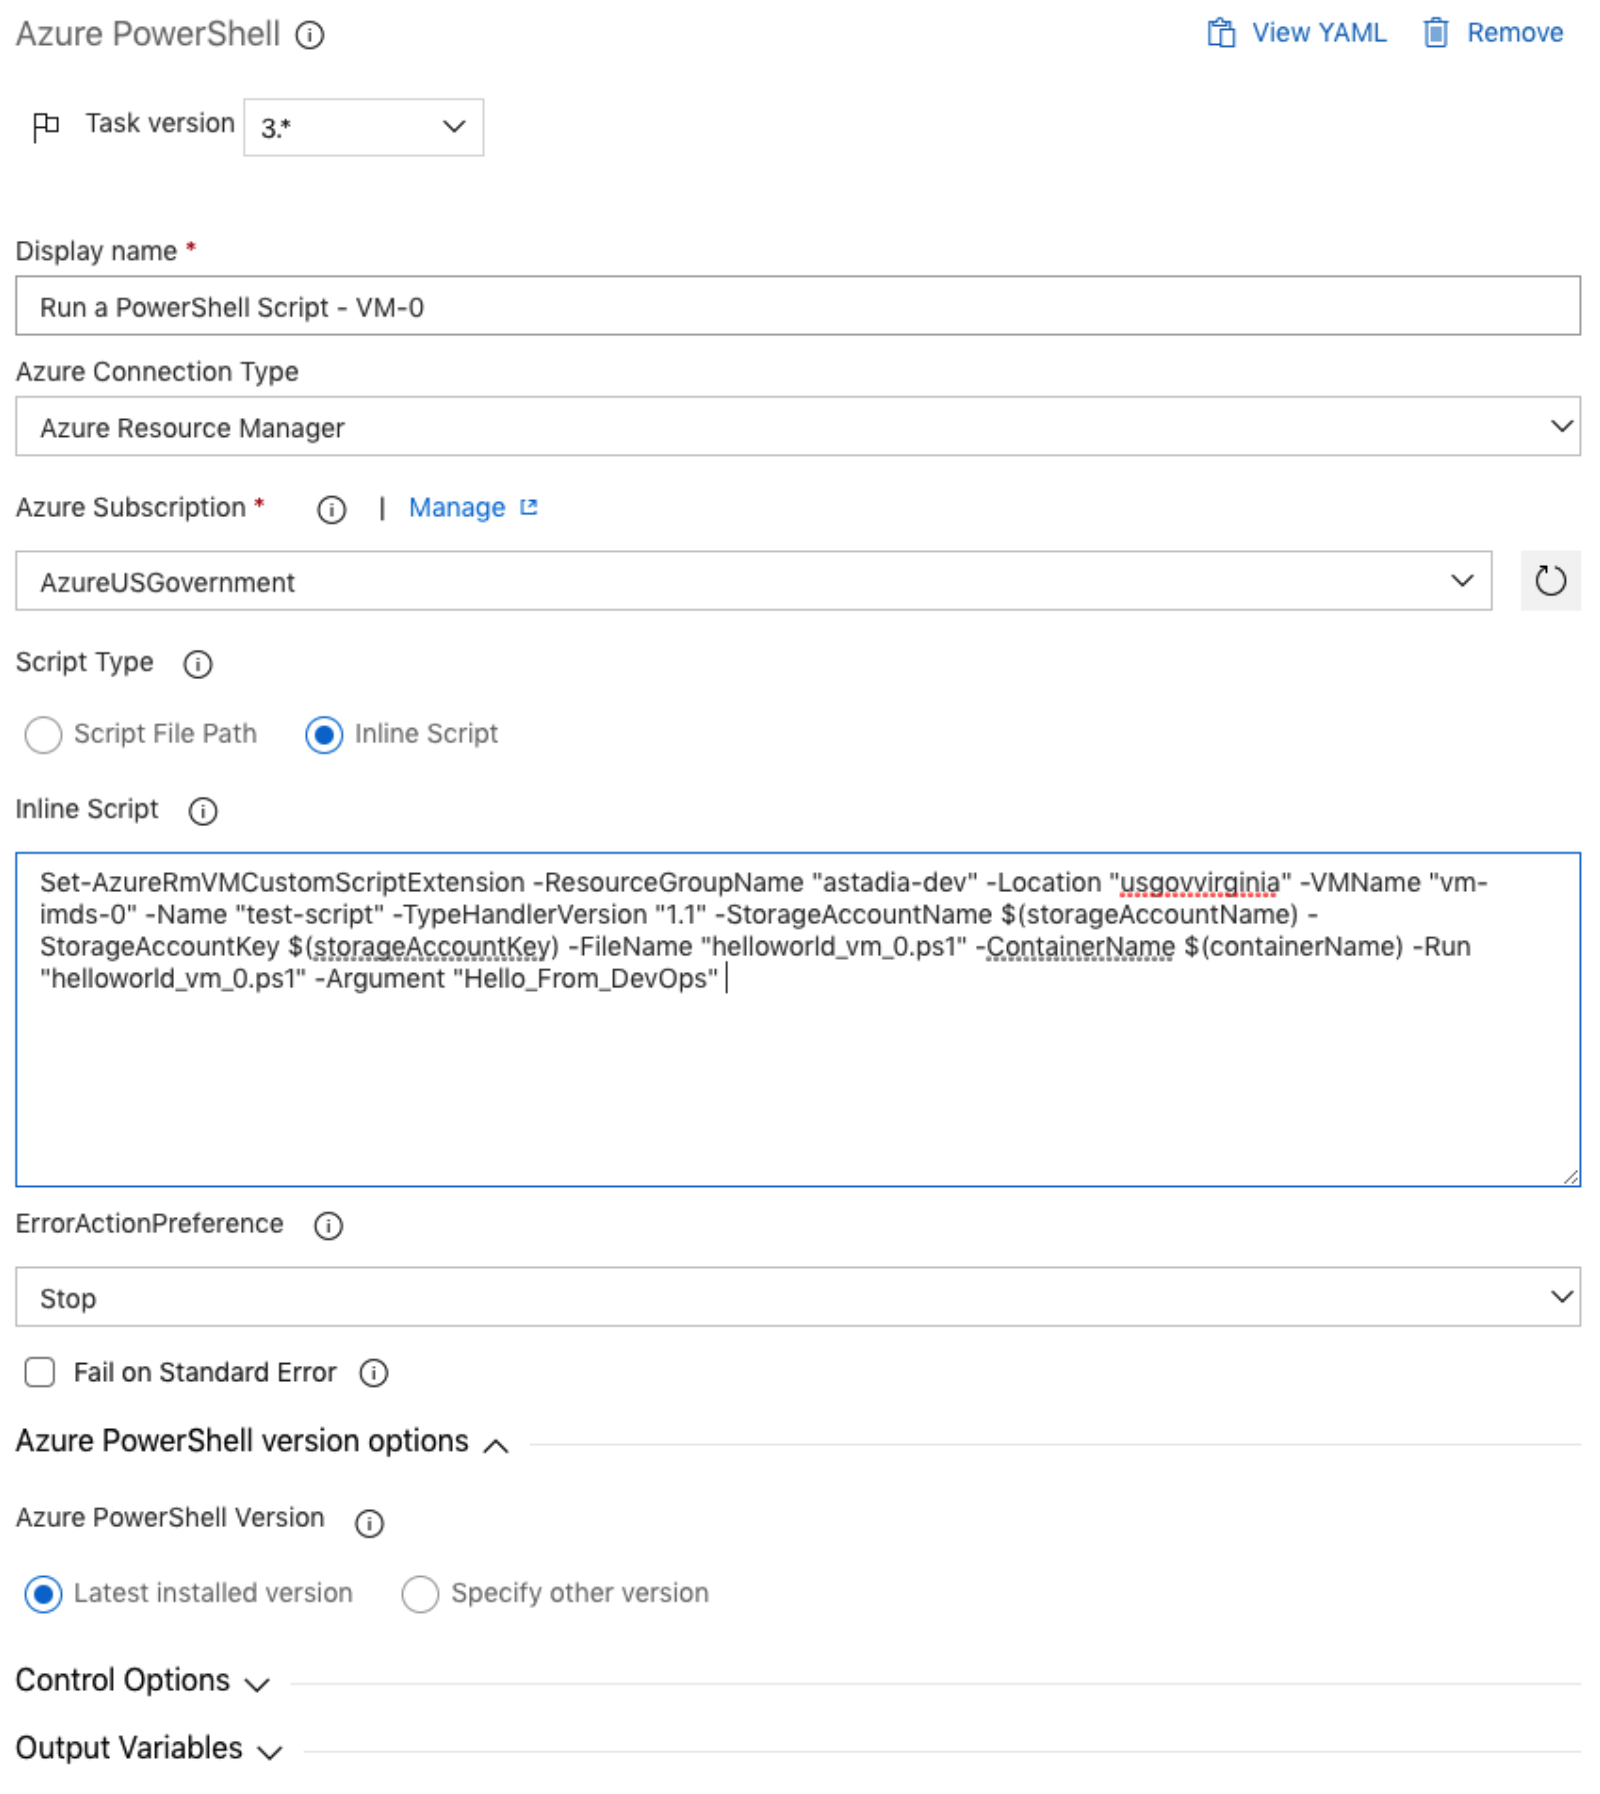 Azure PowerShell
View YAML
Remove
Task version
3.*
Display name *
Run a PowerShell Script - VM-0
Azure Connection Type
Azure Resource Manager
Azure Subscription *
| Manage
AzureUSGovernment
Script Type
Script File Path
Inline Script
Inline Script
Set-AzureRmVMCustomScriptExtension -ResourceGroupName "astadia-dev" -Location "usgovvirginia" -VMName "vm-
imds-0" -Name "test-script" -TypeHandlerVersion "1.1" -StorageAccountName $(storageAccountName) -
StorageAccountKey $(storageAccountKey) -FileName "helloworld_vm_0.ps1" -ContainerName $(containerName) -Run
"helloworld_vm_0.ps1" -Argument "Hello_From_DevOps"
ErrorActionPreference
Stop
Fail on Standard Error
Azure PowerShell version options
Azure PowerShell Version
Latest installed version
Specify other version
Control Options
Output Variables